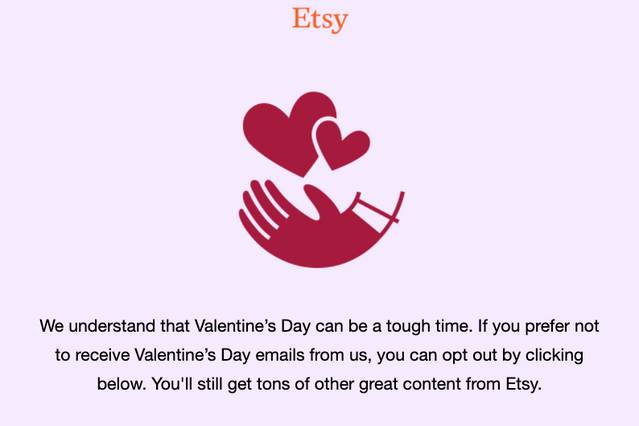 Etsy
We understand that Valentine’s Day can be a tough time. If you prefer not
to receive Valentine’s Day emails from us, you can opt out by clicking
below. You'll still get tons of other great content from Etsy.